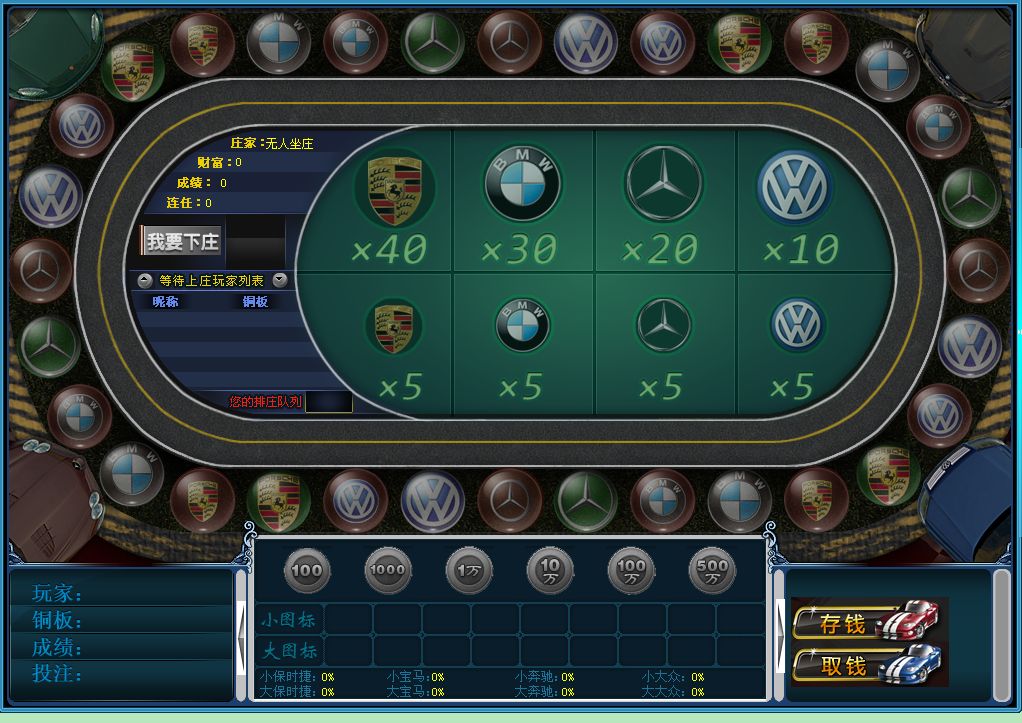 庄家:无人坐庄
财富:0
成绩: 0
连任:0
我要下庄
等待上庄玩家列表
昵称 铜板
您的排庄队列
×40 ×30 ×20 ×10
×5 ×5 ×5 ×5
100 1000 1万 10万 100万 500万
小图标
大图标
小保时捷: 0% 小宝马:0% 小奔驰: 0% 小大众: 0%
大保时捷: 0% 大宝马:0% 大奔驰: 0% 大大众: 0%
玩家:
铜板:
成绩:
投注:
存钱
取钱